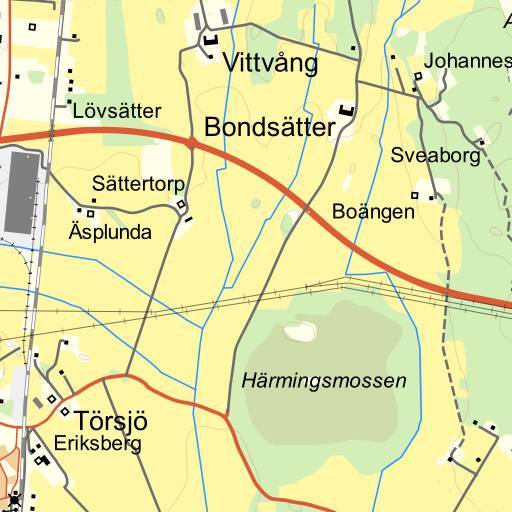 Vittvång
Johannes
Lövsätter
Bondsätter
Sveaborg
Sättertorp
Boängen
Äsplunda
Härmingsmossen
Törsjö
Eriksberg